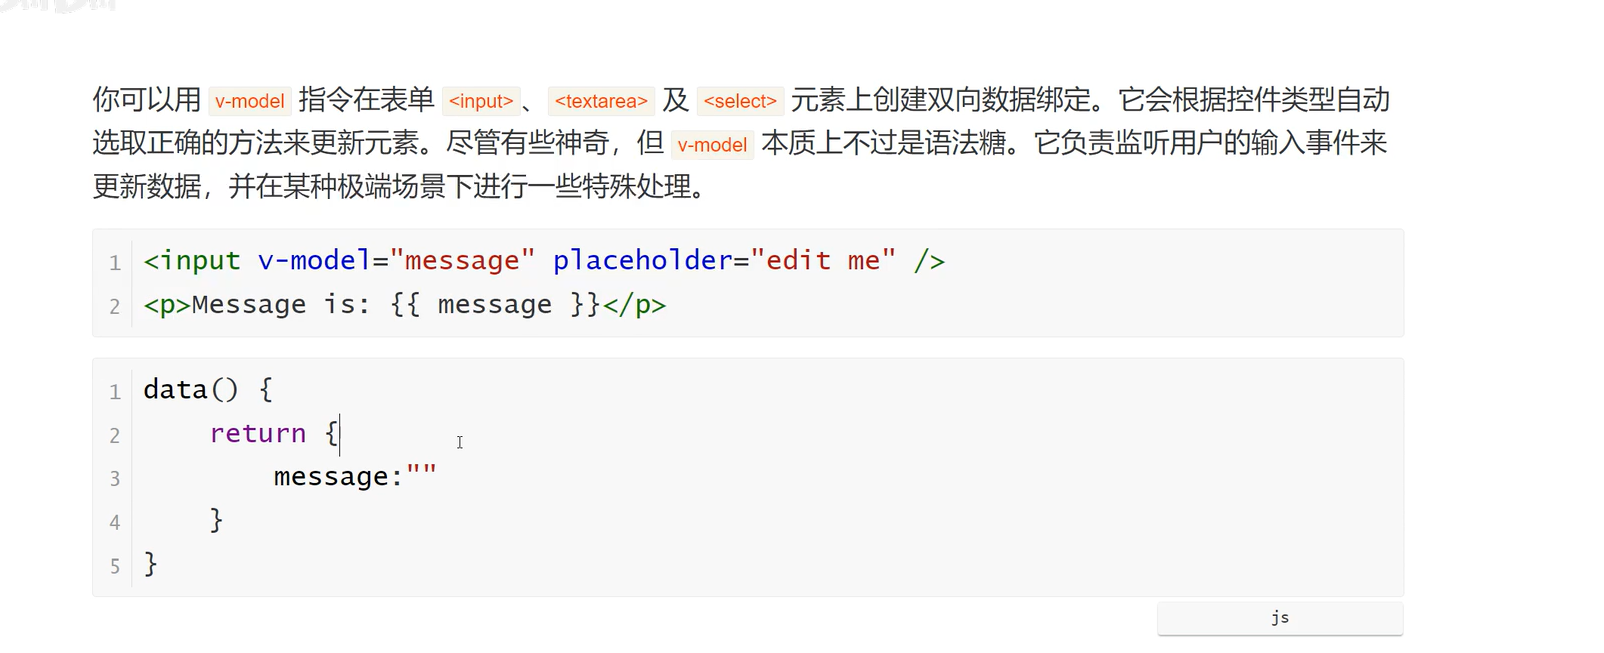 你可以用 v-model 指令在表单 <input>、<textarea> 及 <select> 元素上创建双向数据绑定。它会根据控件类型自动
选取正确的方法来更新元素。尽管有些神奇，但 v-model 本质上不过是语法糖。它负责监听用户的输入事件来
更新数据，并在某种极端场景下进行一些特殊处理。
1 <input v-model="message" placeholder="edit me" />
2 <p>Message is: {{ message }}</p>
1 data() {
2     return {
3         message:""
4     }
5 }
js